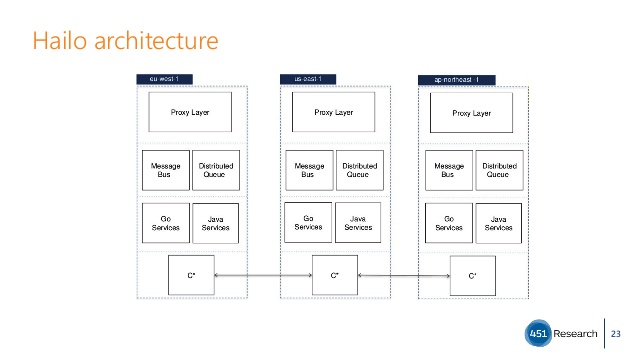 Hailo architecture
eu-west-1
us-east-1
ap-northeast -1
Proxy Layer
Proxy Layer
Proxy Layer
Message
Bus
Distributed
Queue
Message
Bus
Distributed
Queue
Message
Bus
Distributed
Queue
Go
Services
Java
Services
Go
Services
Java
Services
Go
Services
Java
Services
C*
C*
C*
451 Research
23